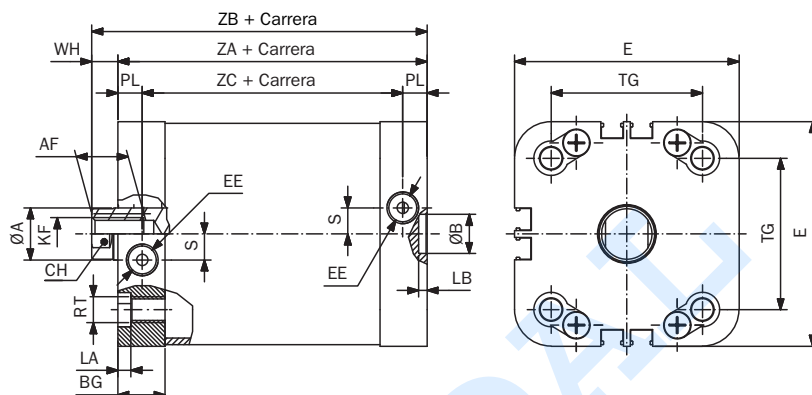 ZB + Carrera
WH
ZA + Carrera
PL
ZC + Carrera
PL
AF
EE
ØA
KF
S
S
ØB
CH
EE
LB
RT
LA
BG
E
TG
TG
E